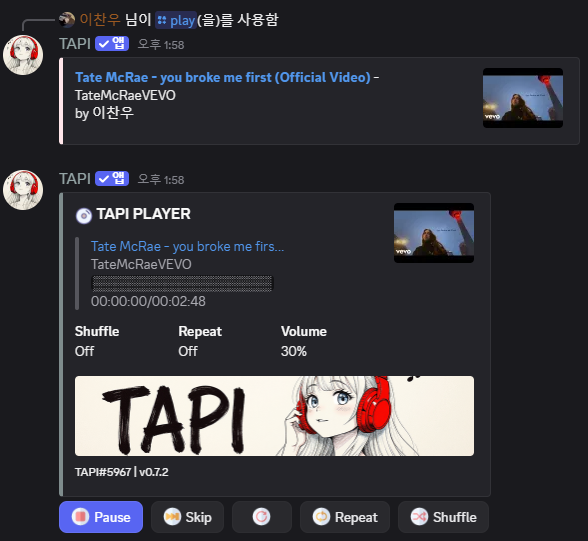 이찬우 님이 play(을)를 사용함
TAPI ✓ 앱 오후 1:58
Tate McRae - you broke me first (Official Video) -
TateMcRaeVEVO
by 이찬우
vevo
TAPI ✓ 앱 오후 1:58
TAPI PLAYER
Tate McRae - you broke me firs...
TateMcRaeVEVO
00:00:00/00:02:48
vevo
Shuffle Repeat Volume
Off Off 30%
TAPI
TAPI#5967 | v0.7.2
Pause Skip Repeat Shuffle